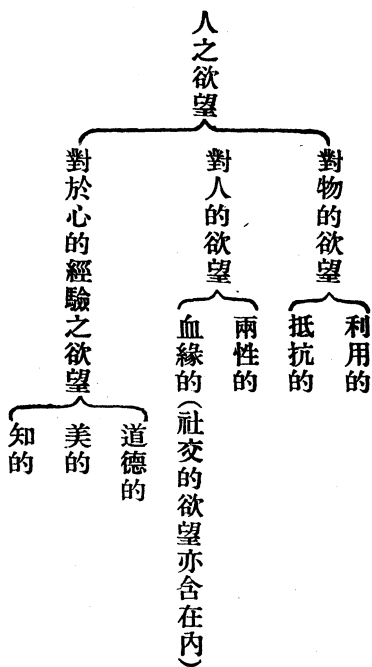 人之欲望
對物的欲望
利用的
抵抗的
對人的欲望
兩性的
血緣的(社交的欲望亦含在內)
對於心的經驗之欲望
道德的
美的
知的